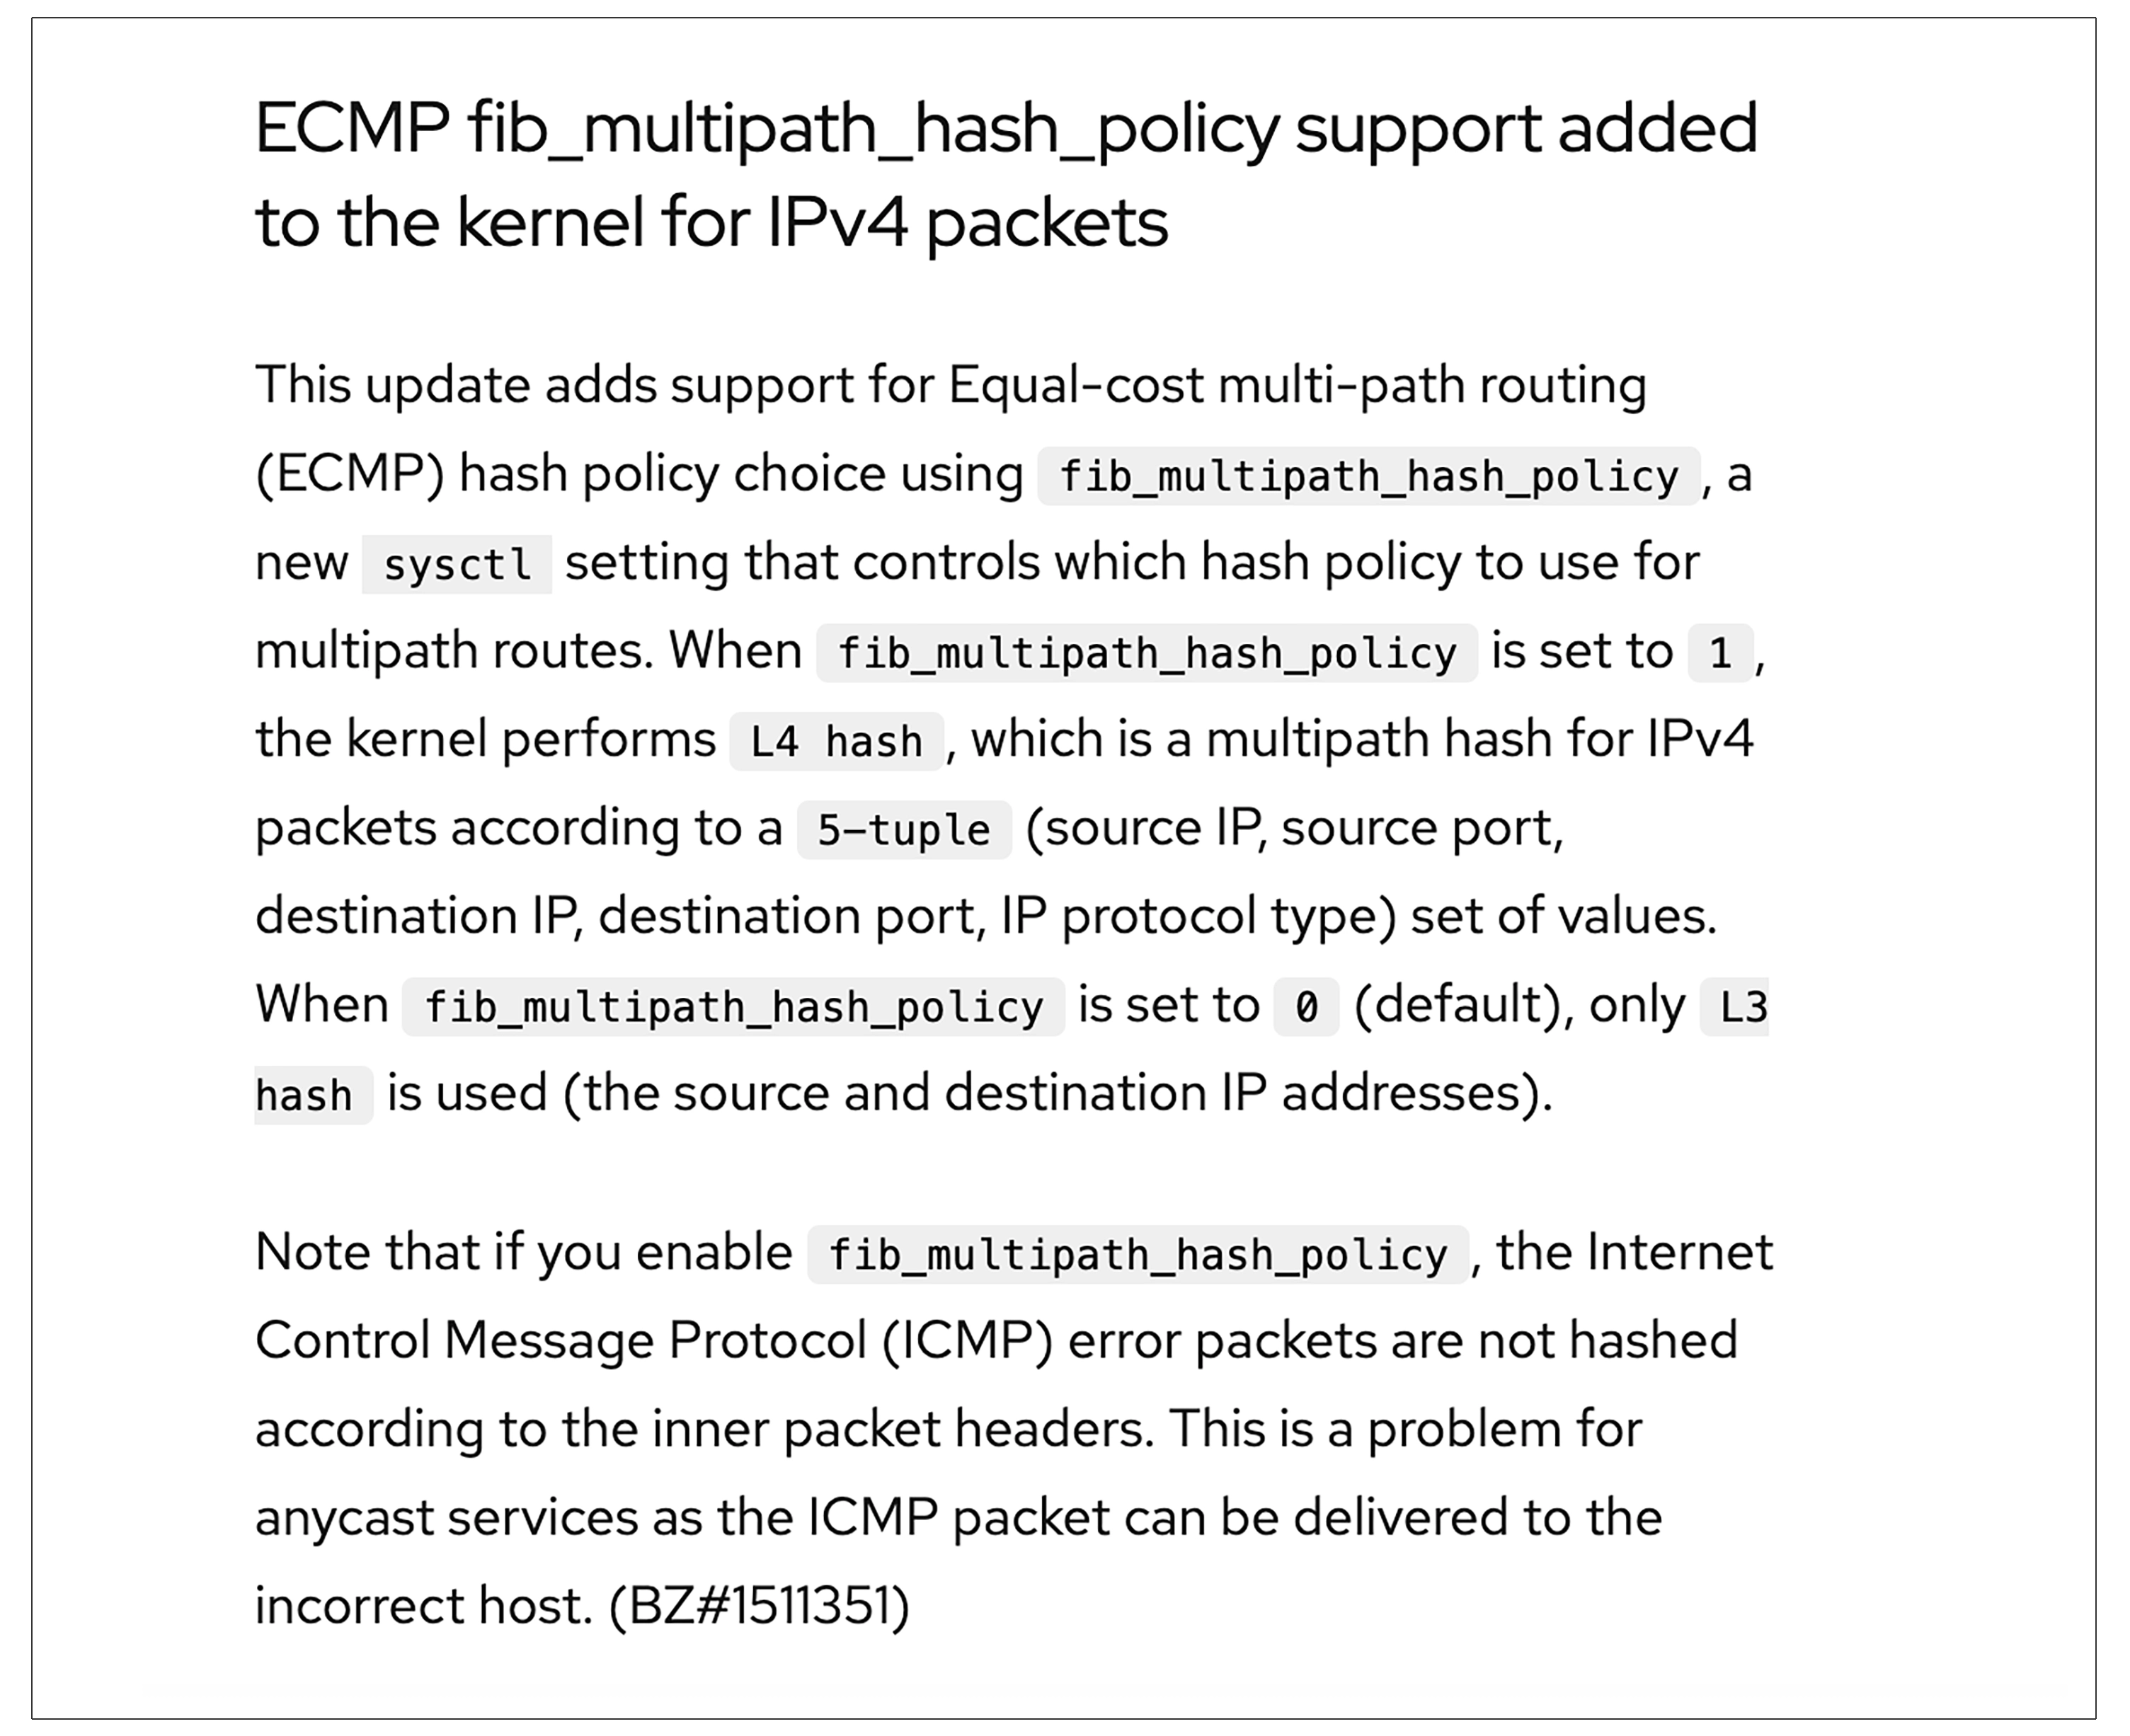 ECMP fib_multipath_hash_policy support added
to the kernel for IPv4 packets
This update adds support for Equal-cost multi-path routing
(ECMP) hash policy choice using fib_multipath_hash_policy, a
new sysctl setting that controls which hash policy to use for
multipath routes. When fib_multipath_hash_policy is set to 1,
the kernel performs L4 hash, which is a multipath hash for IPv4
packets according to a 5-tuple (source IP, source port,
destination IP, destination port, IP protocol type) set of values.
When fib_multipath_hash_policy is set to 0 (default), only L3
hash is used (the source and destination IP addresses).
Note that if you enable fib_multipath_hash_policy, the Internet
Control Message Protocol (ICMP) error packets are not hashed
according to the inner packet headers. This is a problem for
anycast services as the ICMP packet can be delivered to the
incorrect host. (BZ#1511351)